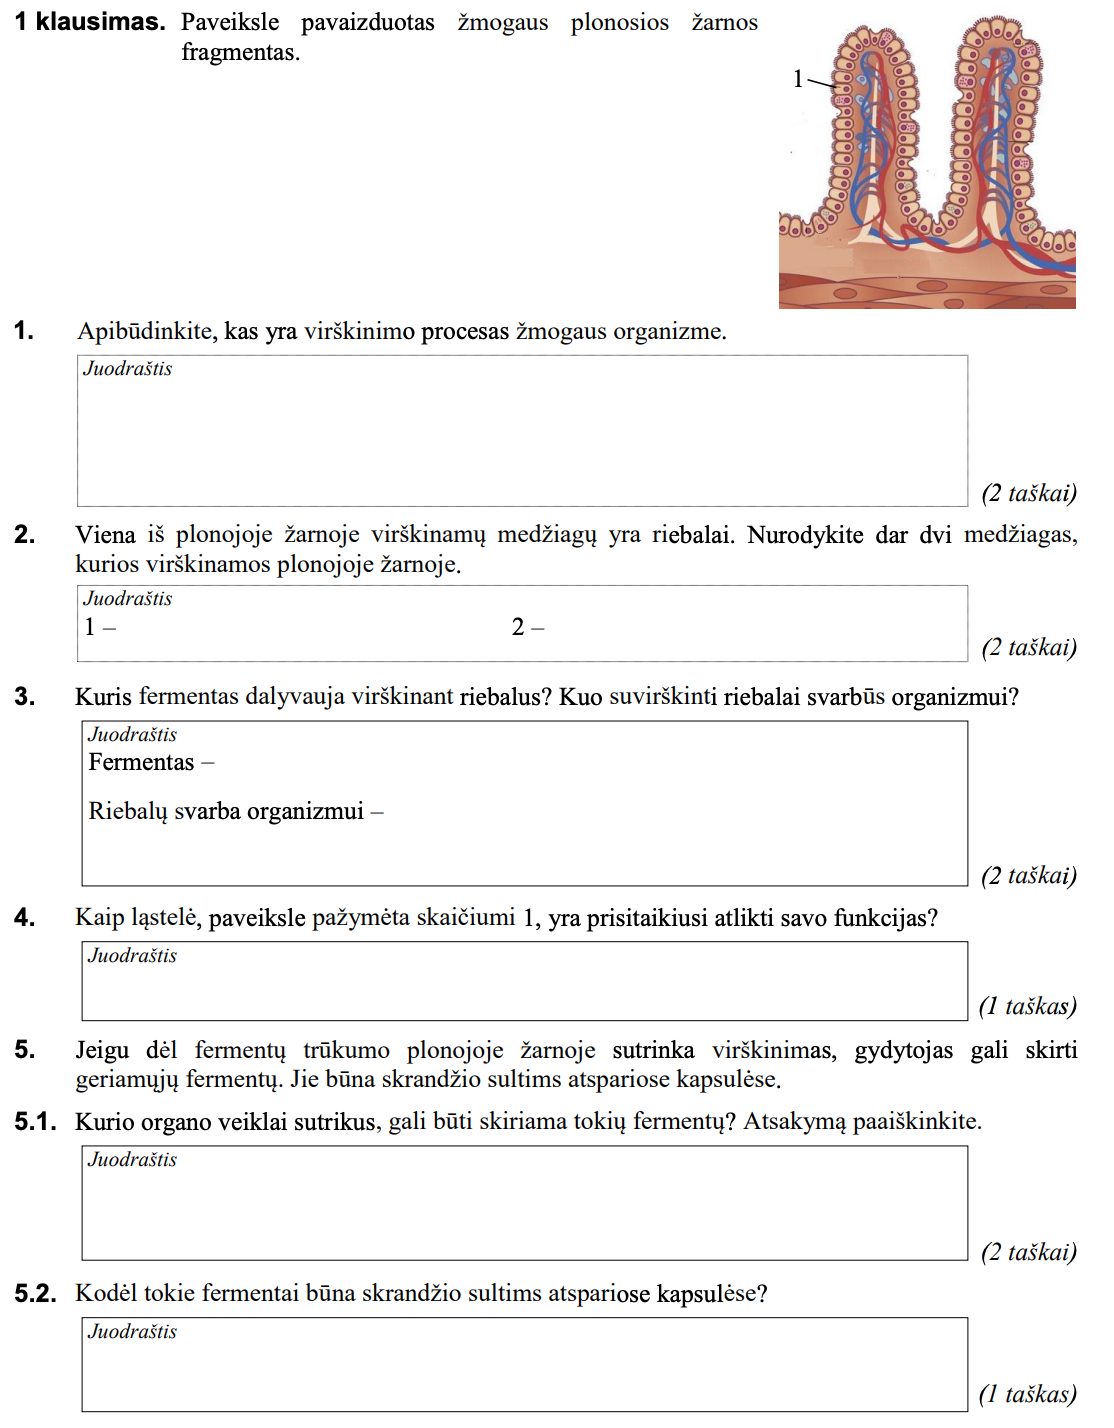 1 klausimas. Paveiksle pavaizduotas žmogaus plonosios žarnos
fragmentas.
1
1. Apibūdinkite, kas yra virškinimo procesas žmogaus organizme.
Juodraštis
(2 taškai)
2. Viena iš plonojoje žarnoje virškinamų medžiagų yra riebalai. Nurodykite dar dvi medžiagas,
kurios virškinamos plonojoje žarnoje.
Juodraštis
1 – 2 –
(2 taškai)
3. Kuris fermentas dalyvauja virškinant riebalus? Kuo suvirškinti riebalai svarbūs organizmui?
Juodraštis
Fermentas –
Riebalų svarba organizmui –
(2 taškai)
4. Kaip ląstelė, paveiksle pažymėta skaičiumi 1, yra prisitaikiusi atlikti savo funkcijas?
Juodraštis
(1 taškas)
5. Jeigu dėl fermentų trūkumo plonojoje žarnoje sutrinka virškinimas, gydytojas gali skirti
geriamųjų fermentų. Jie būna skrandžio sultims atspariose kapsulėse.
5.1. Kurio organo veiklai sutrikus, gali būti skiriama tokių fermentų? Atsakymą paaiškinkite.
Juodraštis
(2 taškai)
5.2. Kodėl tokie fermentai būna skrandžio sultims atspariose kapsulėse?
Juodraštis
(1 taškas)